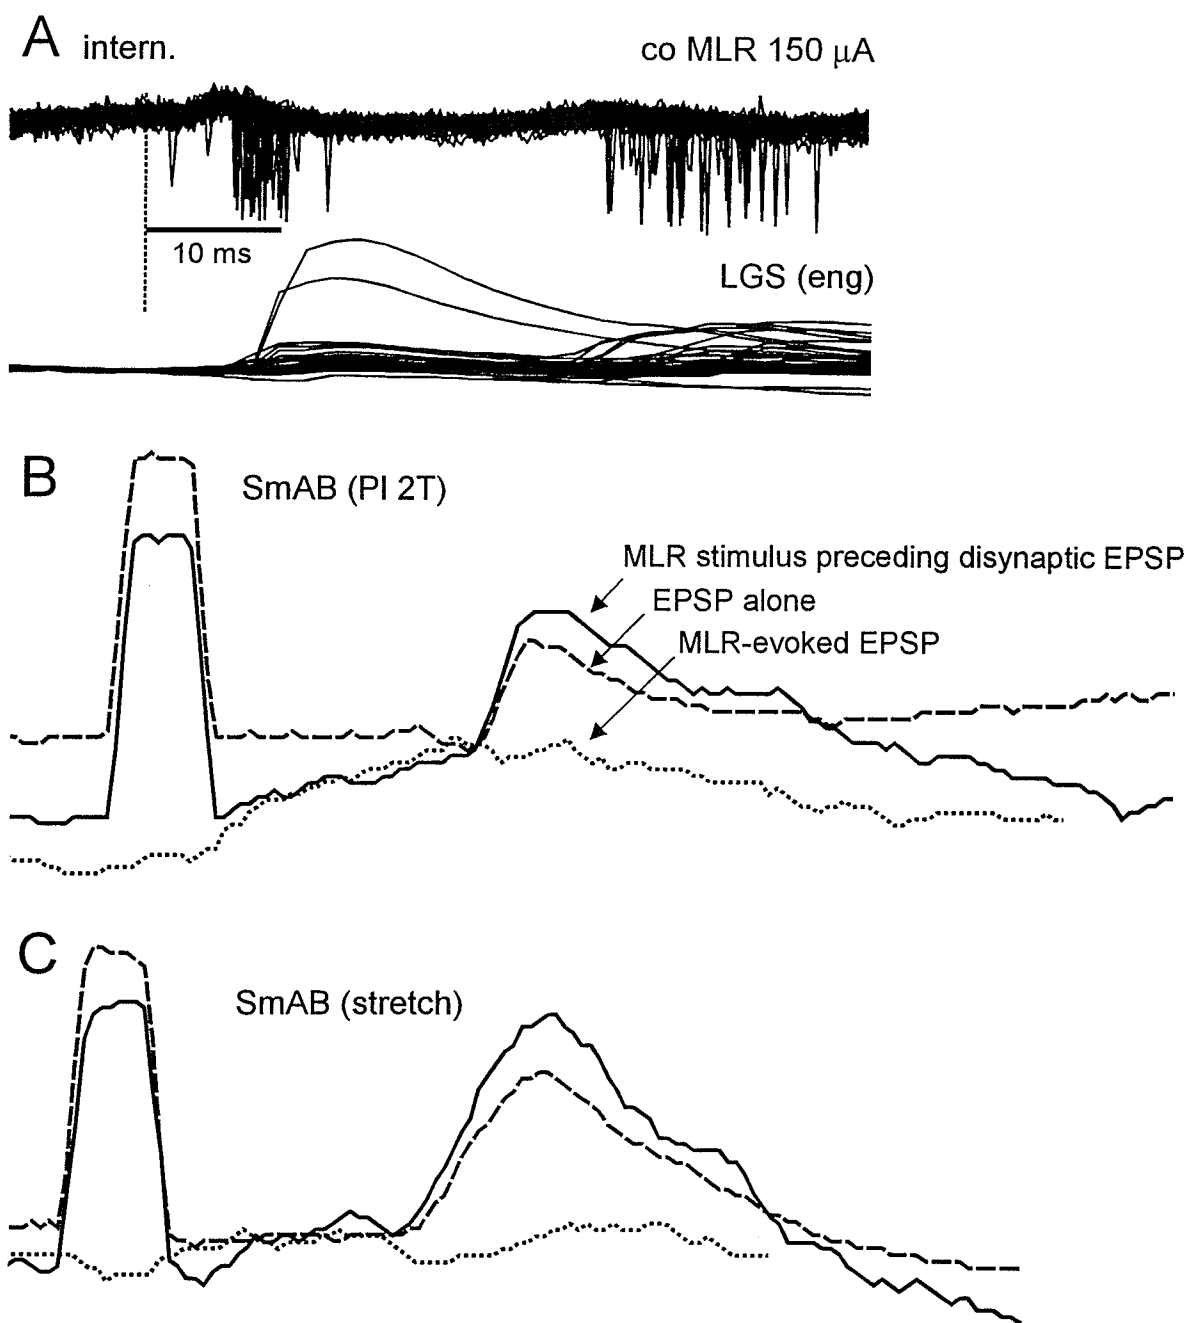 A intern. co MLR 150 μA
10 ms
LGS (eng)
B
SmAB (PI 2T)
MLR stimulus preceding disynaptic EPSP
EPSP alone
MLR-evoked EPSP
C
SmAB (stretch)